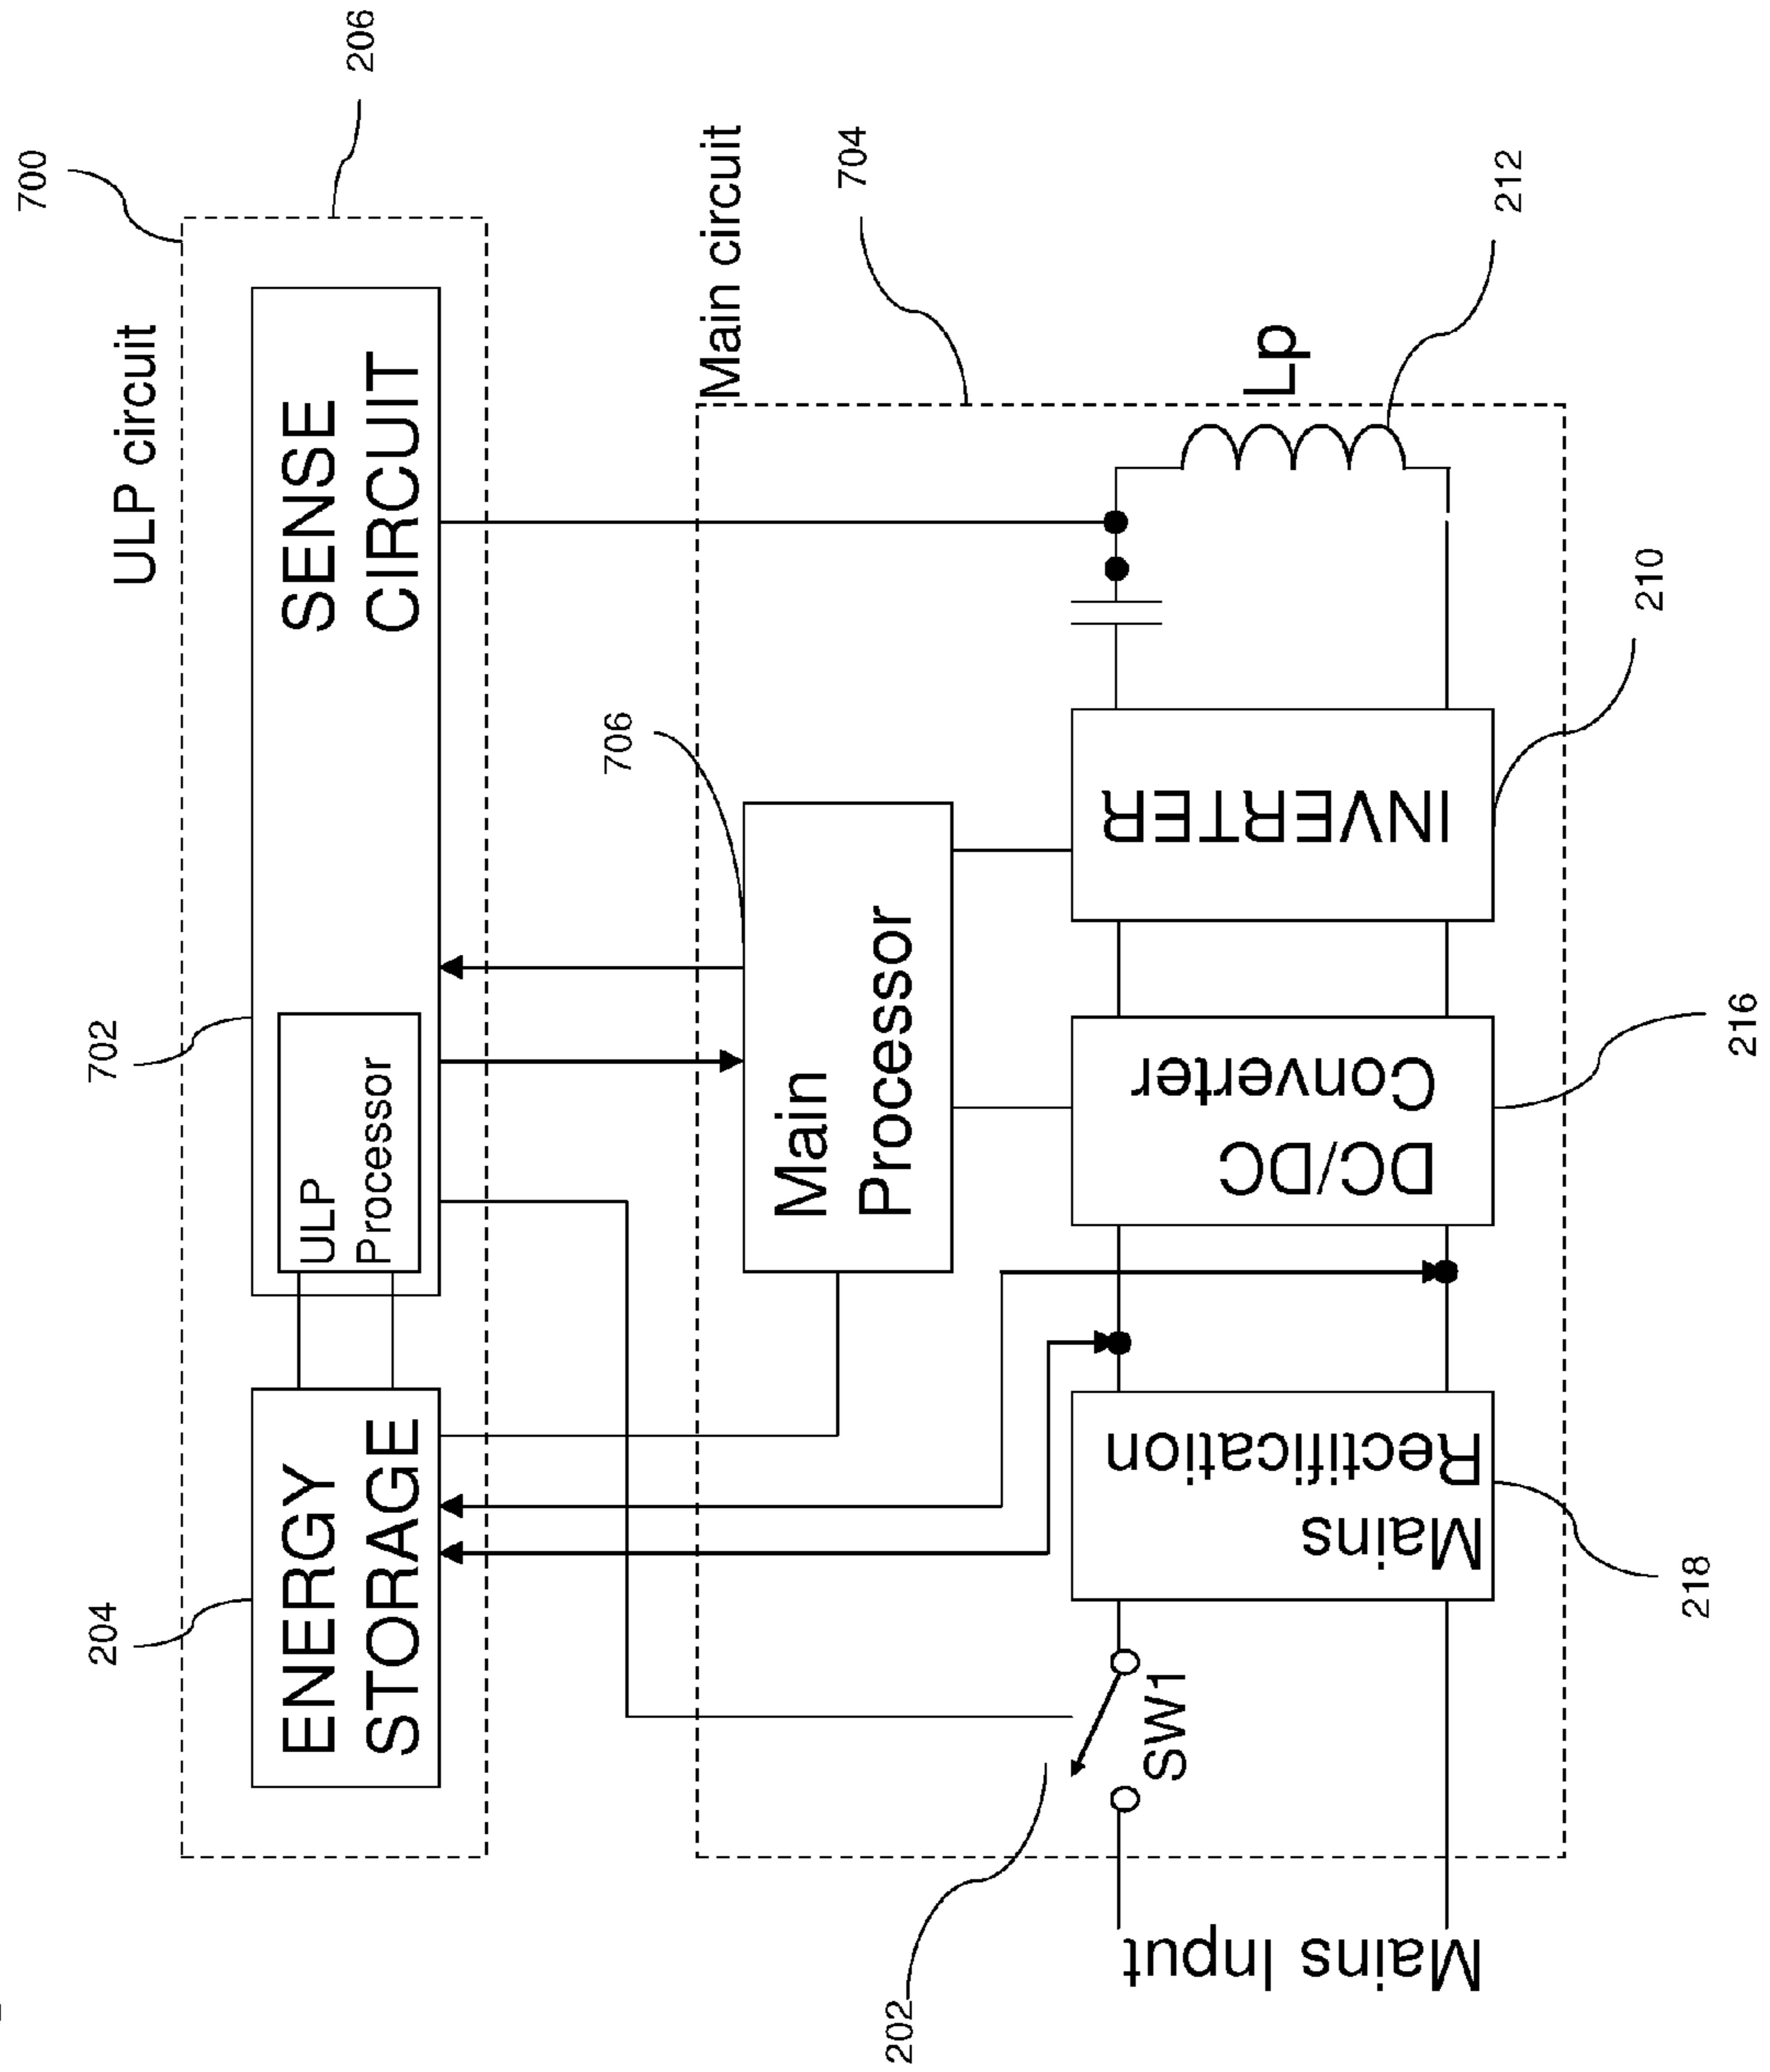 700
206
ULP circuit
702
204
SENSE
CIRCUIT
ULP
Processor
ENERGY
STORAGE
Main circuit
704
706
Main
Processor
Lp
212
INVERTER
210
DC/DC
Converter
216
Mains
Rectification
218
SW1
202
Mains Input